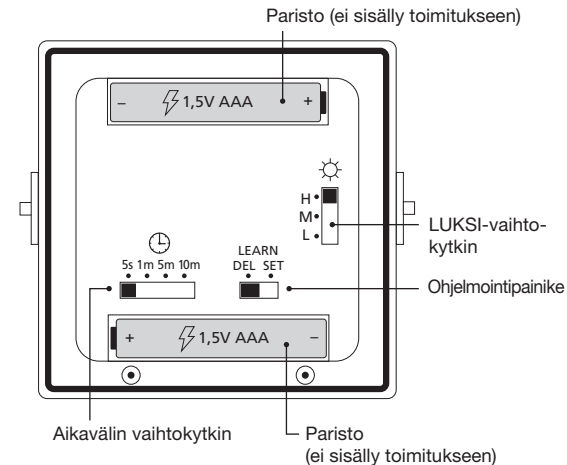 Paristo (ei sisälly toimitukseen)
– 1,5V AAA +
H
M
L
LUKSI-vaihto-
kytkin
5s 1m 5m 10m
LEARN
DEL SET
Ohjelmointipainike
+ 1,5V AAA –
Aikavälin vaihtokytkin
Paristo
(ei sisälly toimitukseen)